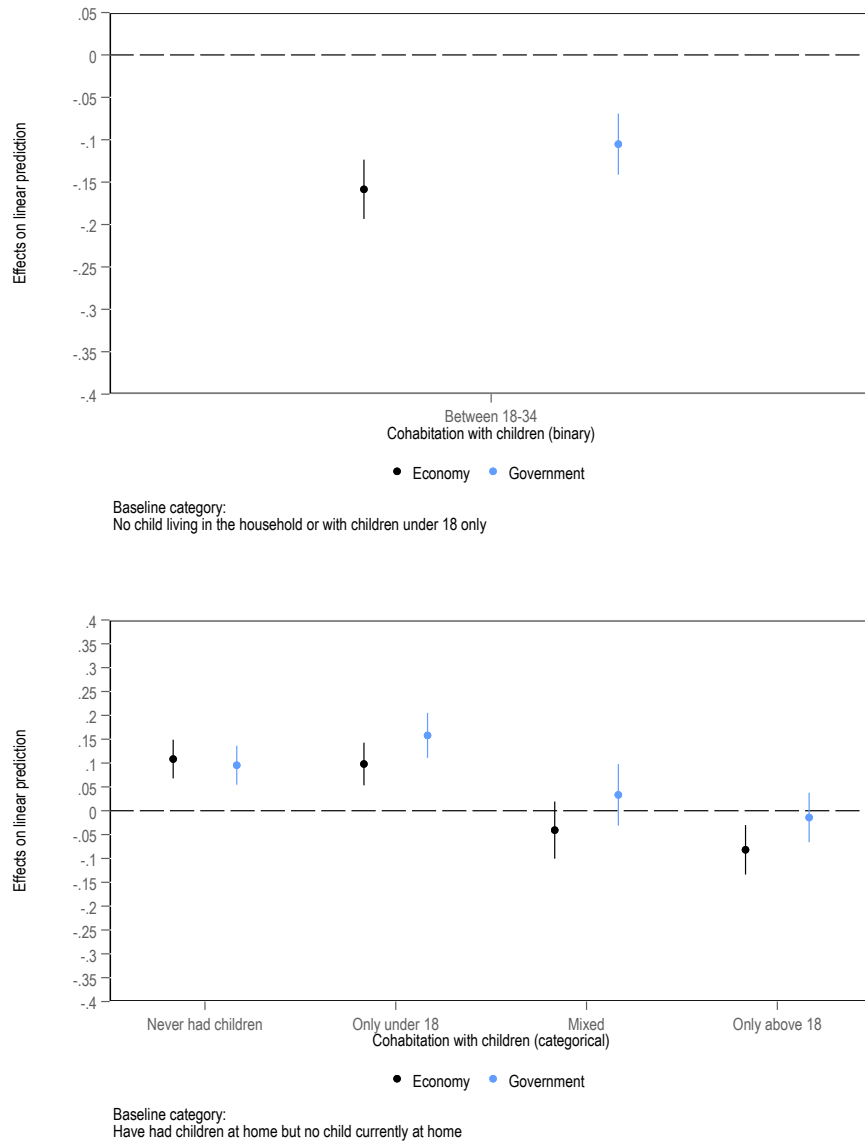 .05
0
-.05
-.1
-.15
-.2
-.25
-.3
-.35
-.4
Effects on linear prediction
Between 18-34
Cohabitation with children (binary)
Economy Government
Baseline category:
No child living in the household or with children under 18 only
.4
.35
.3
.25
.2
.15
.1
.05
0
-.05
-.1
-.15
-.2
-.25
-.3
-.35
-.4
Effects on linear prediction
Never had children Only under 18 Mixed Only above 18
Cohabitation with children (categorical)
Economy Government
Baseline category:
Have had children at home but no child currently at home